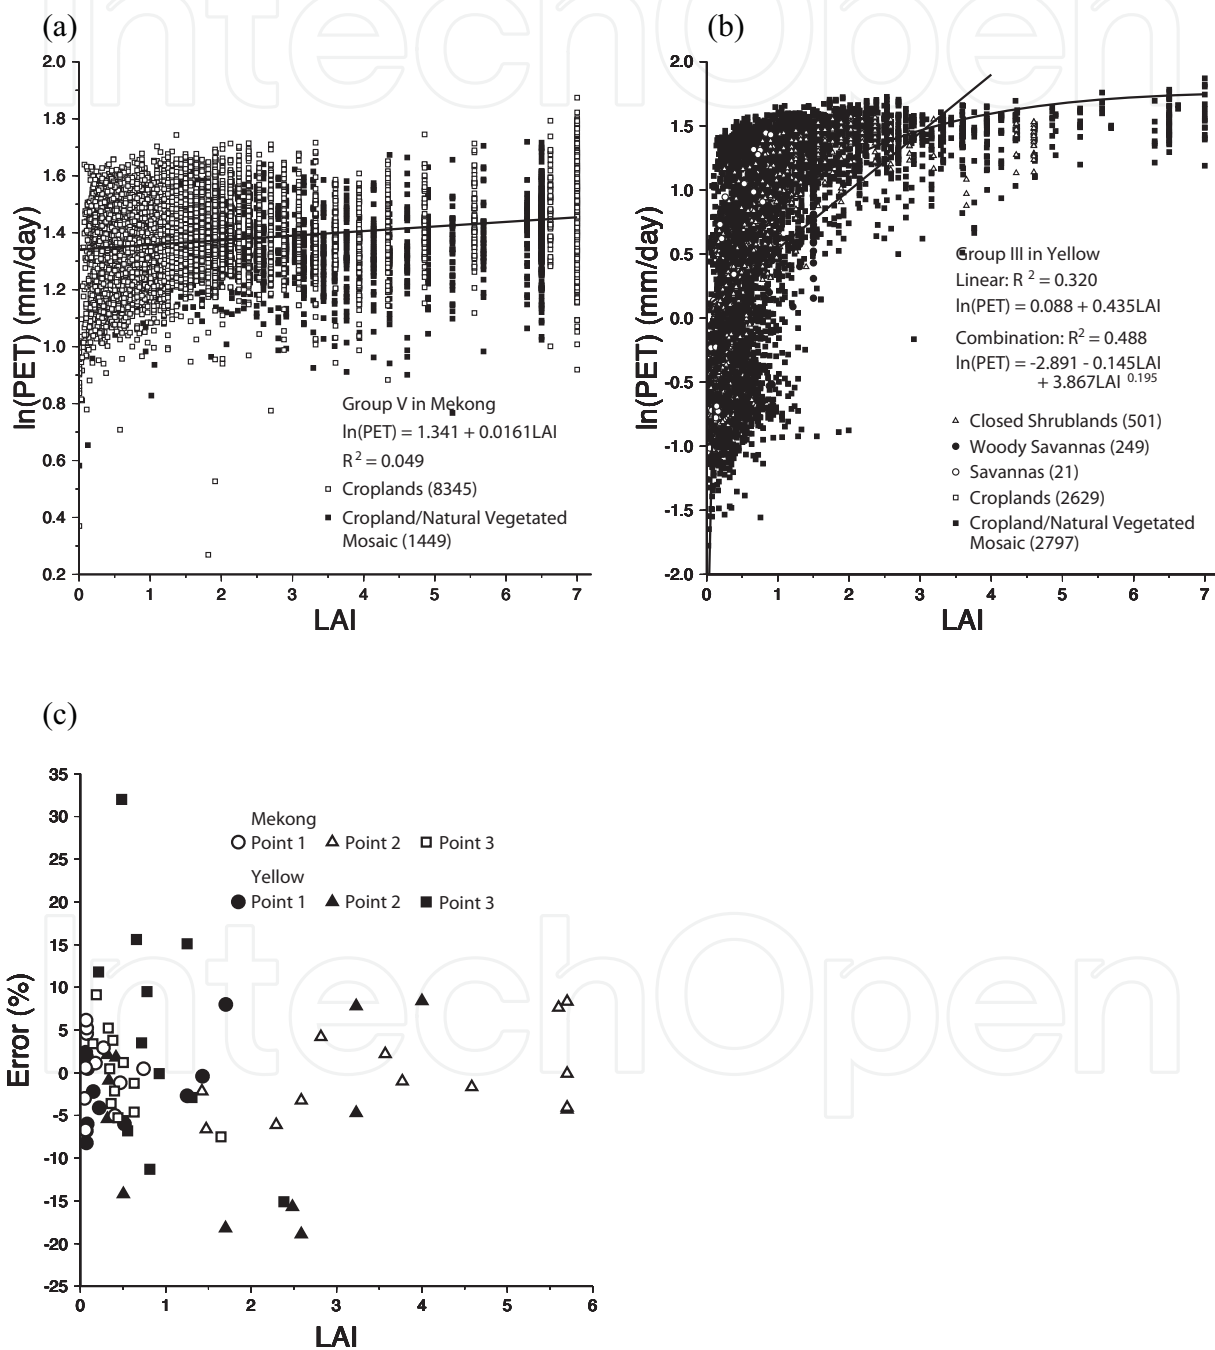 (a)
2.0
1.8
1.6
1.4
1.2
1.0
0.8
0.6
0.4
0.2
ln(PET) (mm/day)
Group V in Mekong
ln(PET) = 1.341 + 0.0161LAI
R² = 0.049
Croplands (8345)
Cropland/Natural Vegetated
Mosaic (1449)
0 1 2 3 4 5 6 7
LAI
(b)
2.0
1.5
1.0
0.5
0.0
-0.5
-1.0
-1.5
-2.0
ln(PET) (mm/day)
Group III in Yellow
Linear: R² = 0.320
ln(PET) = 0.088 + 0.435LAI
Combination: R² = 0.488
ln(PET) = -2.891 - 0.145LAI
+ 3.867LAI 0.195
Closed Shrublands (501)
Woody Savannas (249)
Savannas (21)
Croplands (2629)
Cropland/Natural Vegetated
Mosaic (2797)
0 1 2 3 4 5 6 7
LAI
(c)
35
30
25
20
15
10
5
0
-5
-10
-15
-20
-25
Error (%)
Mekong
Point 1 Point 2 Point 3
Yellow
Point 1 Point 2 Point 3
0 1 2 3 4 5 6
LAI
IntechOpen
IntechOpen